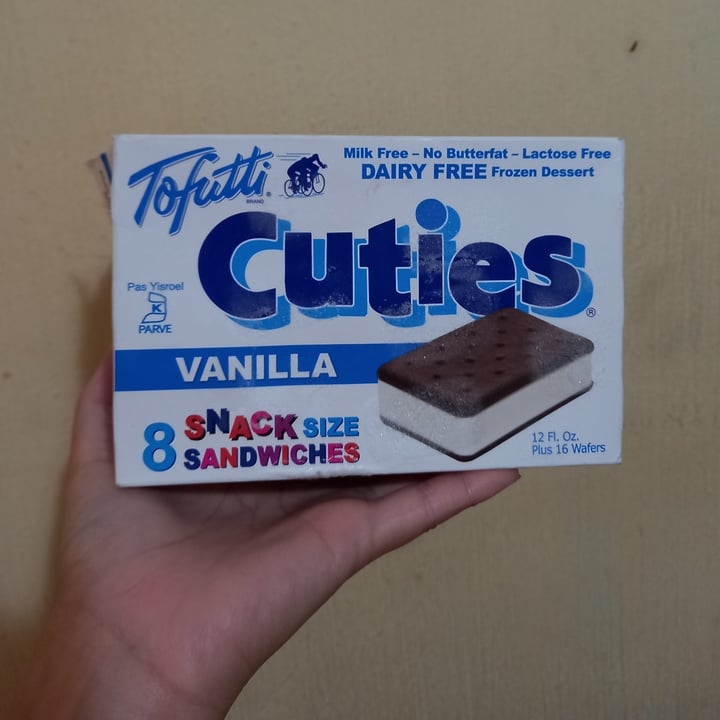 Tofutti
BRAND
®
Milk Free – No Butterfat – Lactose Free
DAIRY FREE Frozen Dessert
Cuties®
Pas Yisroel
K
PARVE
VANILLA
8 SNACK SIZE
SANDWICHES
12 Fl. Oz.
Plus 16 Wafers